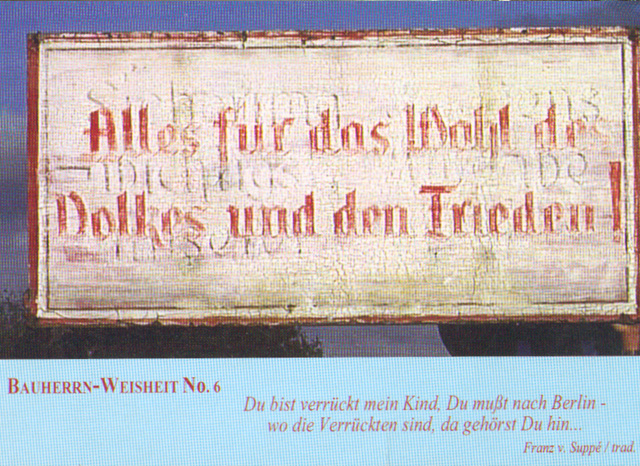 Alles für das Wohl des
Volkes und den Frieden!
BAUHERRN-WEISHEIT NO. 6
Du bist verrückt mein Kind, Du mußt nach Berlin -
wo die Verrückten sind, da gehörst Du hin...
Franz v. Suppé / trad.